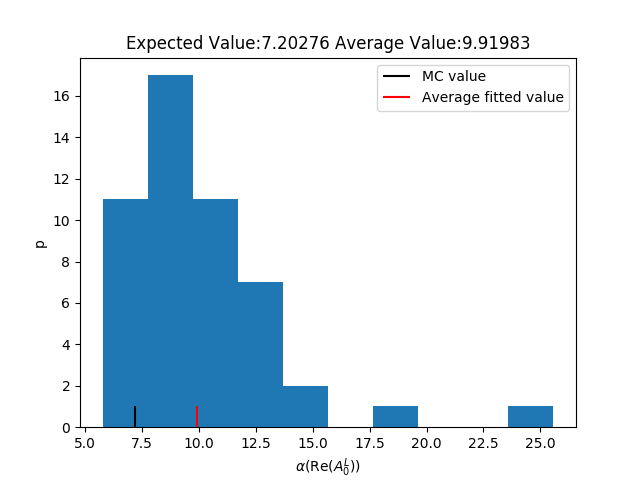 Expected Value:7.20276 Average Value:9.91983
MC value
Average fitted value
p
16
14
12
10
8
6
4
2
0
5.0 7.5 10.0 12.5 15.0 17.5 20.0 22.5 25.0
α(Re(A₀ᴸ))